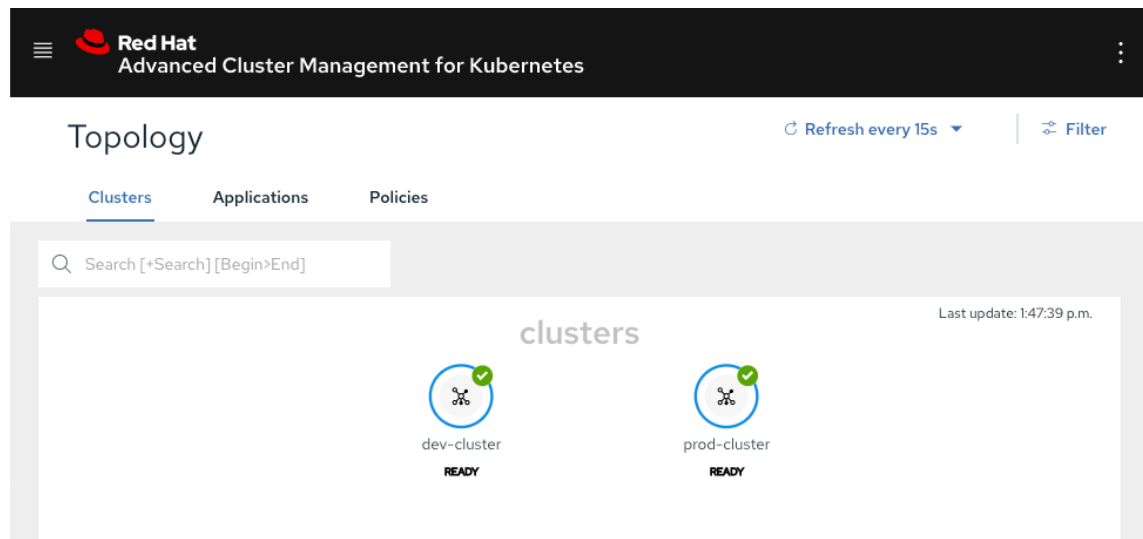 Red Hat
Advanced Cluster Management for Kubernetes
Topology
Refresh every 15s
Filter
Clusters Applications Policies
Search [+Search] [Begin>End]
Last update: 1:47:39 p.m.
clusters
dev-cluster prod-cluster
READY READY